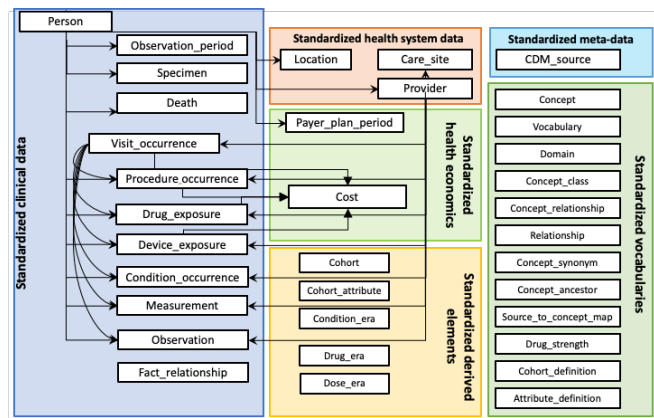 Person
Standardized clinical data
Observation_period
Specimen
Death
Visit_occurrence
Procedure_occurrence
Drug_exposure
Device_exposure
Condition_occurrence
Measurement
Observation
Fact_relationship
Standardized health system data
Location
Care_site
Provider
Payer_plan_period
Cost
Standardized
health economics
Cohort
Cohort_attribute
Condition_era
Drug_era
Dose_era
Standardized derived
elements
Standardized meta-data
CDM_source
Concept
Vocabulary
Domain
Concept_class
Concept_relationship
Relationship
Concept_synonym
Concept_ancestor
Source_to_concept_map
Drug_strength
Cohort_definition
Attribute_definition
Standardized vocabularies